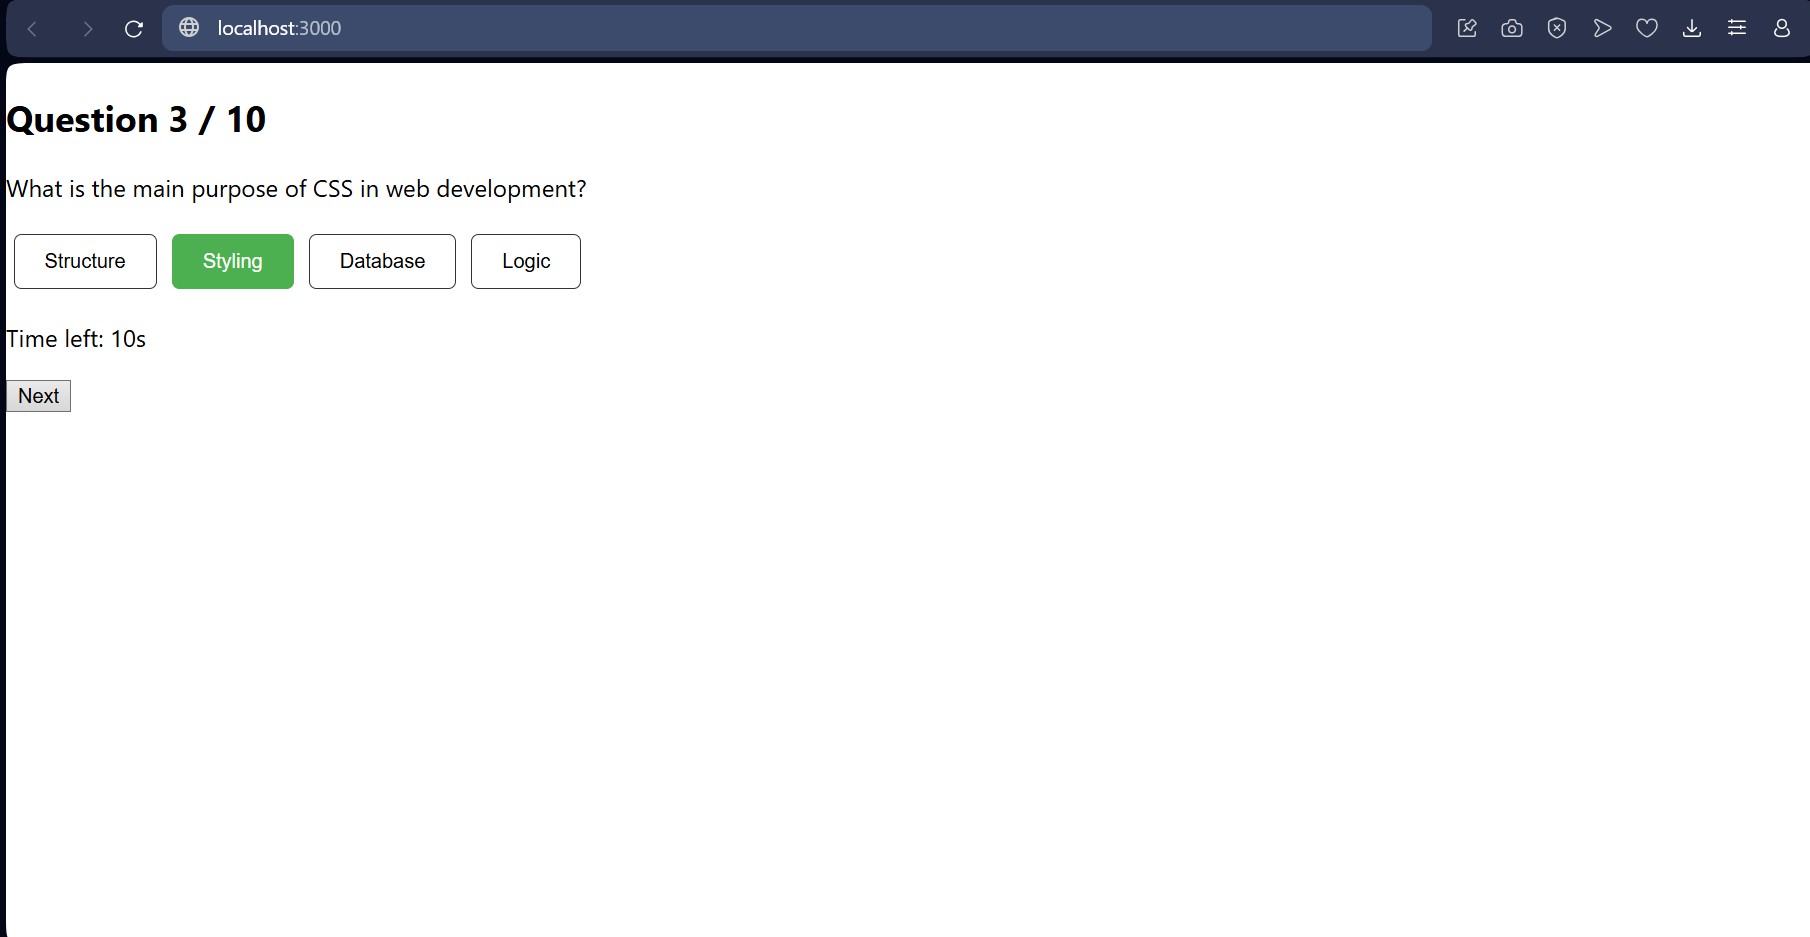 localhost:3000
Question 3 / 10
What is the main purpose of CSS in web development?
Structure Styling Database Logic
Time left: 10s
Next